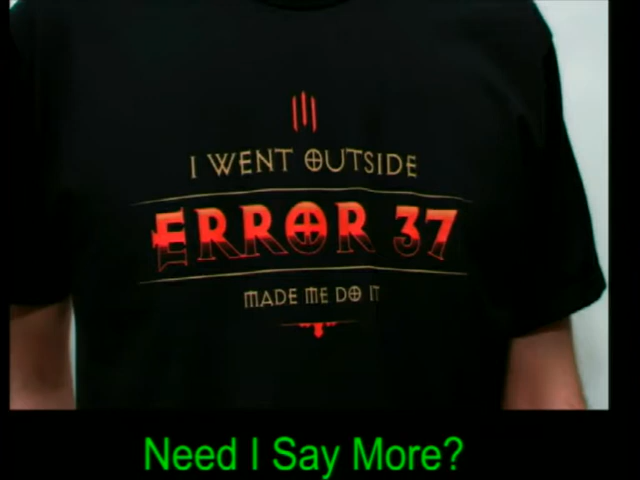 I WENT OUTSIDE
ERROR 37
MADE ME DO IT
Need I Say More?